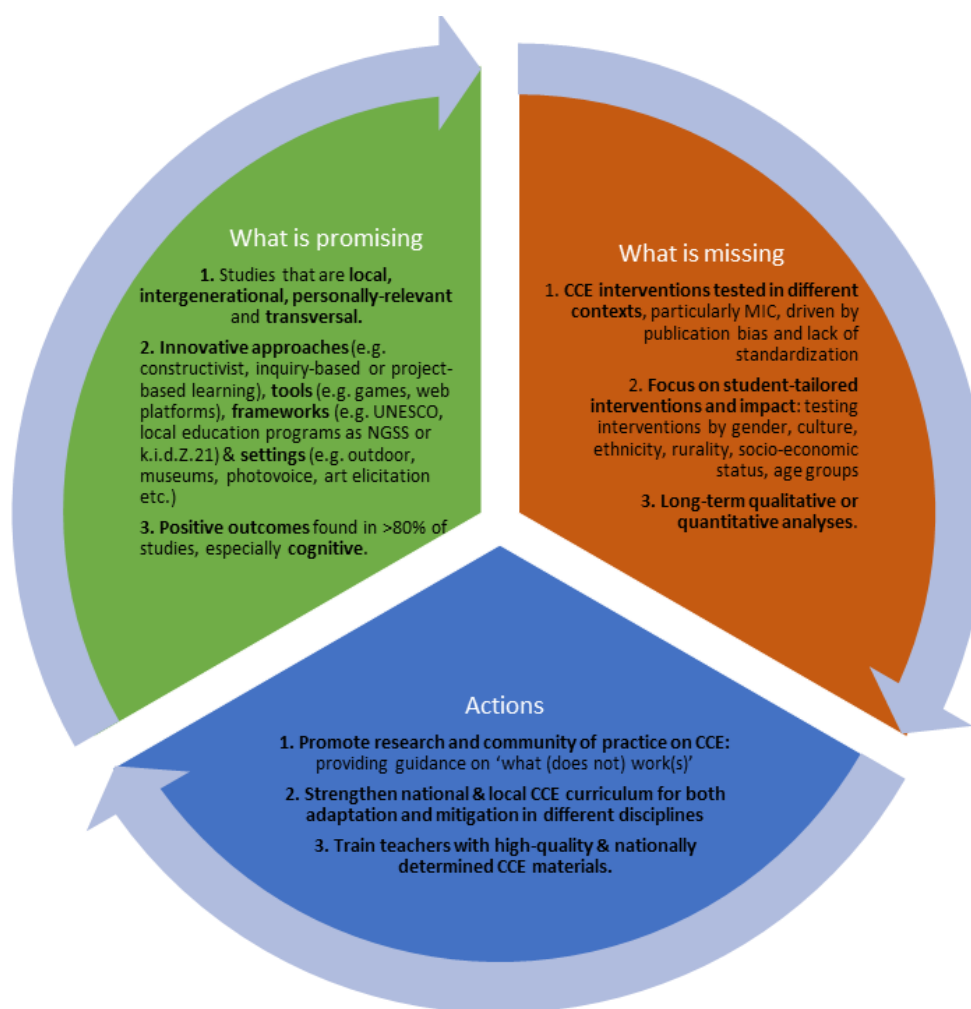 What is promising
1. Studies that are local,
intergenerational, personally-relevant
and transversal.
2. Innovative approaches (e.g.
constructivist, inquiry-based or project-
based learning), tools (e.g. games, web
platforms), frameworks (e.g. UNESCO,
local education programs as NGSS or
k.i.d.Z.21) & settings (e.g. outdoor,
museums, photovoice, art elicitation
etc.)
3. Positive outcomes found in >80% of
studies, especially cognitive.
What is missing
1. CCE interventions tested in different
contexts, particularly MIC, driven by
publication bias and lack of
standardization
2. Focus on student-tailored
interventions and impact: testing
interventions by gender, culture,
ethnicity, rurality, socio-economic
status, age groups
3. Long-term qualitative or
quantitative analyses.
Actions
1. Promote research and community of practice on CCE:
providing guidance on ‘what (does not) work(s)’
2. Strengthen national & local CCE curriculum for both
adaptation and mitigation in different disciplines
3. Train teachers with high-quality & nationally
determined CCE materials.